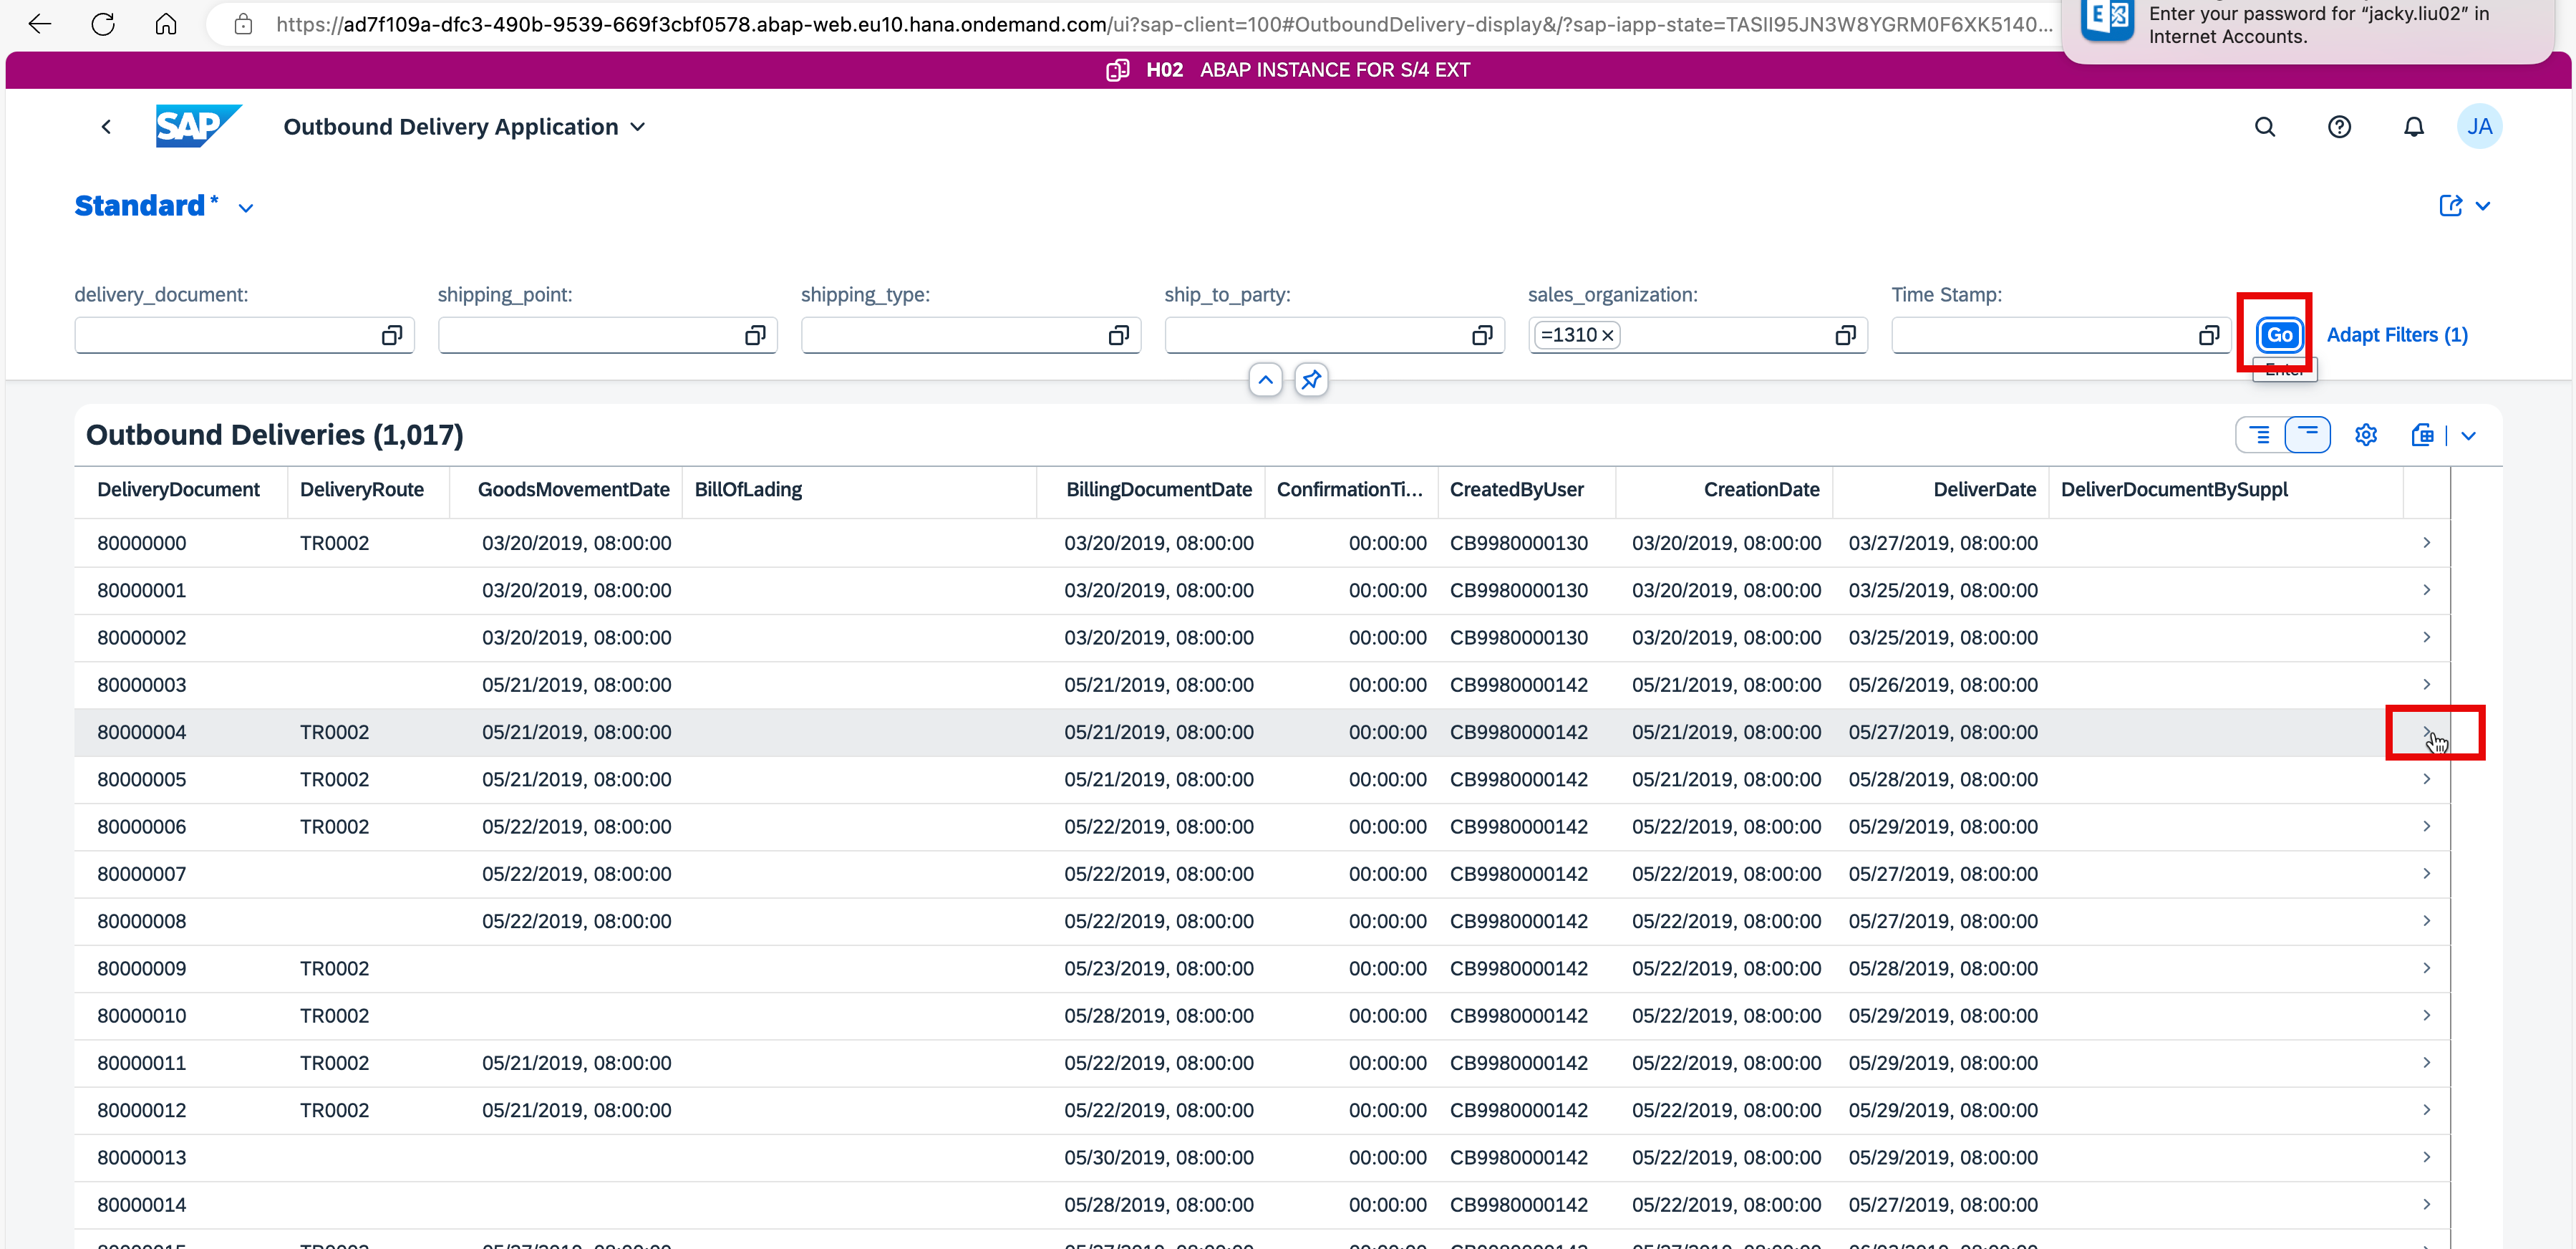 Enter your password for “jacky.liu02” in
Internet Accounts.
https://ad7f109a-dfc3-490b-9539-669f3cbf0578.abap-web.eu10.hana.ondemand.com/ui?sap-client=100#OutboundDelivery-display&/?sap-iapp-state=TASII95JN3W8YGRM0F6XK5140...
H02 ABAP INSTANCE FOR S/4 EXT
SAP Outbound Delivery Application JA
Standard *
delivery_document: shipping_point: shipping_type: ship_to_party: sales_organization: Time Stamp:
=1310 Go Adapt Filters (1)
Enter
Outbound Deliveries (1,017)
DeliveryDocument DeliveryRoute GoodsMovementDate BillOfLading BillingDocumentDate ConfirmationTi... CreatedByUser CreationDate DeliverDate DeliverDocumentBySuppl
80000000 TR0002 03/20/2019, 08:00:00 03/20/2019, 08:00:00 00:00:00 CB9980000130 03/20/2019, 08:00:00 03/27/2019, 08:00:00
80000001 03/20/2019, 08:00:00 03/20/2019, 08:00:00 00:00:00 CB9980000130 03/20/2019, 08:00:00 03/25/2019, 08:00:00
80000002 03/20/2019, 08:00:00 03/20/2019, 08:00:00 00:00:00 CB9980000130 03/20/2019, 08:00:00 03/25/2019, 08:00:00
80000003 05/21/2019, 08:00:00 05/21/2019, 08:00:00 00:00:00 CB9980000142 05/21/2019, 08:00:00 05/26/2019, 08:00:00
80000004 TR0002 05/21/2019, 08:00:00 05/21/2019, 08:00:00 00:00:00 CB9980000142 05/21/2019, 08:00:00 05/27/2019, 08:00:00
80000005 TR0002 05/21/2019, 08:00:00 05/21/2019, 08:00:00 00:00:00 CB9980000142 05/21/2019, 08:00:00 05/28/2019, 08:00:00
80000006 TR0002 05/22/2019, 08:00:00 05/22/2019, 08:00:00 00:00:00 CB9980000142 05/22/2019, 08:00:00 05/29/2019, 08:00:00
80000007 05/22/2019, 08:00:00 05/22/2019, 08:00:00 00:00:00 CB9980000142 05/22/2019, 08:00:00 05/27/2019, 08:00:00
80000008 05/22/2019, 08:00:00 05/22/2019, 08:00:00 00:00:00 CB9980000142 05/22/2019, 08:00:00 05/27/2019, 08:00:00
80000009 TR0002 05/23/2019, 08:00:00 00:00:00 CB9980000142 05/22/2019, 08:00:00 05/28/2019, 08:00:00
80000010 TR0002 05/28/2019, 08:00:00 00:00:00 CB9980000142 05/22/2019, 08:00:00 05/29/2019, 08:00:00
80000011 TR0002 05/21/2019, 08:00:00 05/22/2019, 08:00:00 00:00:00 CB9980000142 05/22/2019, 08:00:00 05/29/2019, 08:00:00
80000012 TR0002 05/21/2019, 08:00:00 05/22/2019, 08:00:00 00:00:00 CB9980000142 05/22/2019, 08:00:00 05/29/2019, 08:00:00
80000013 05/30/2019, 08:00:00 00:00:00 CB9980000142 05/22/2019, 08:00:00 05/29/2019, 08:00:00
80000014 05/28/2019, 08:00:00 00:00:00 CB9980000142 05/22/2019, 08:00:00 05/27/2019, 08:00:00